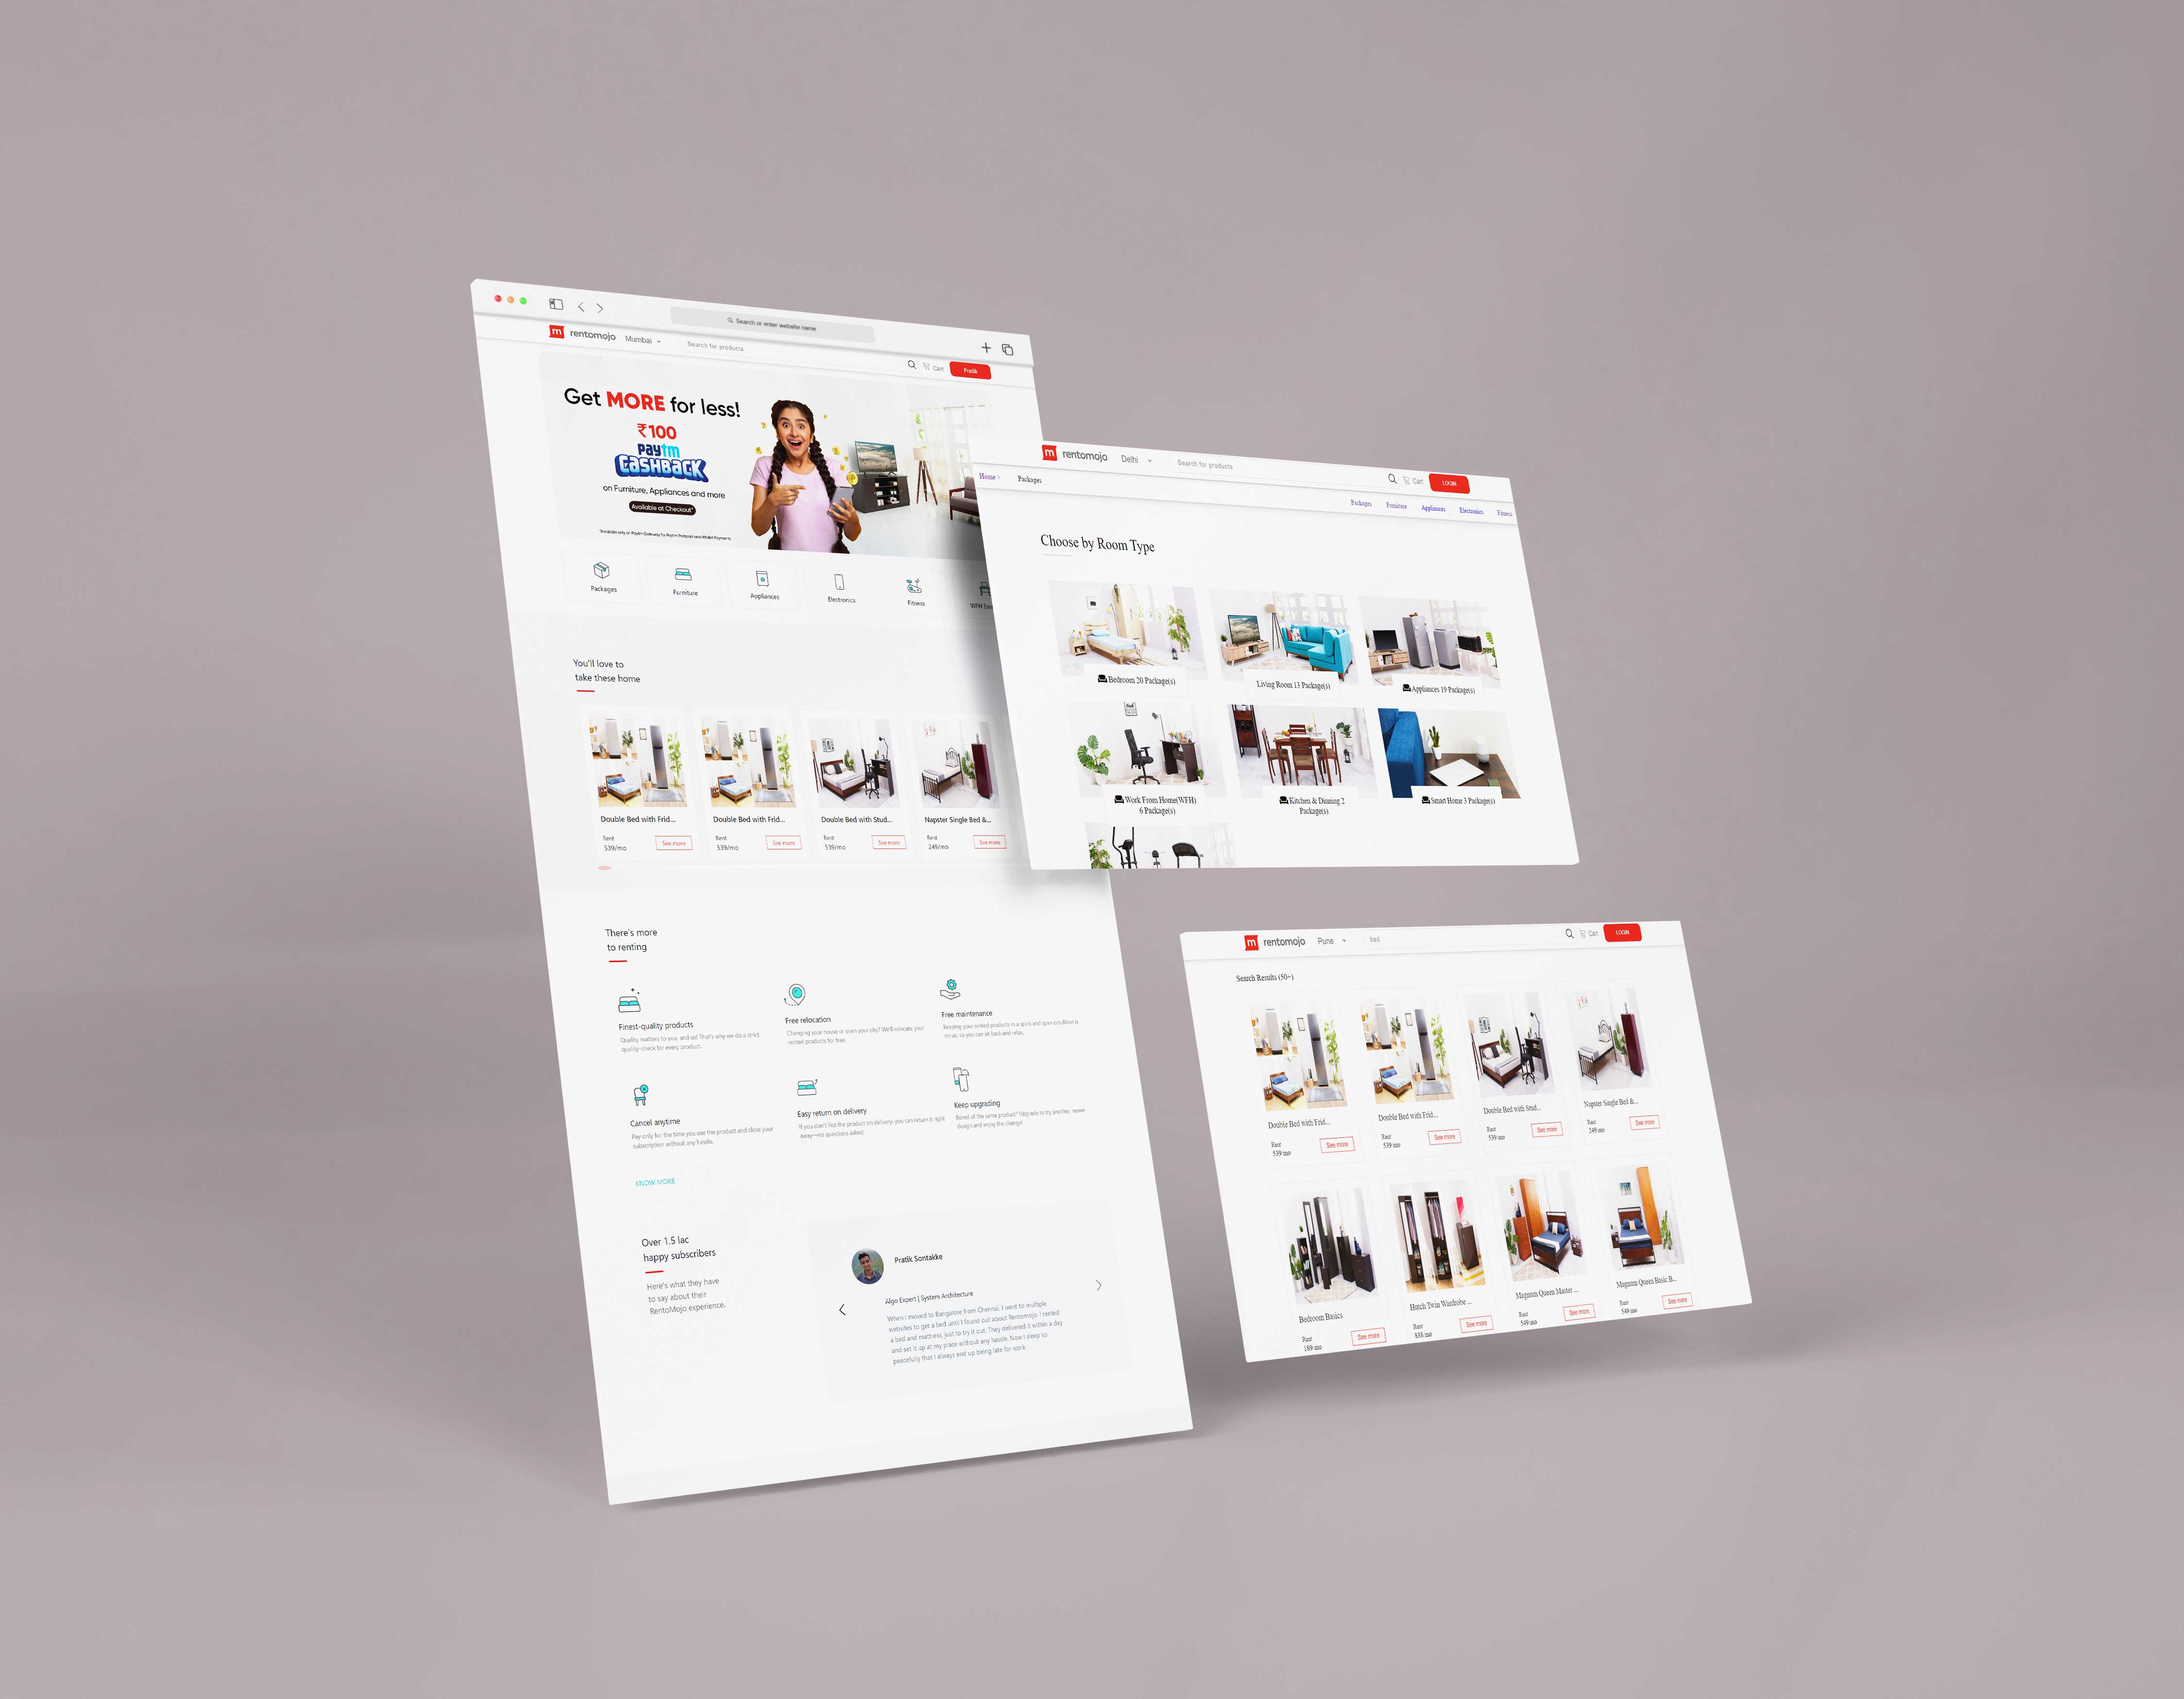 Search or enter website name
m rentomojo Mumbai Search for products
Cart Pratik
Get MORE for less!
₹100
paytm
CASHBACK
on Furniture, Appliances and more
Available at Checkout*
*Available only on Paytm Gateway for Paytm Postpaid and Wallet Payments
Packages
Furniture
Appliances
Electronics
Fitness
You'll love to
take these home
Double Bed with Frid...
Rent
539/mo
See more
Double Bed with Frid...
Rent
539/mo
See more
Double Bed with Stud...
Rent
539/mo
See more
Napster Single Bed &...
Rent
249/mo
See more
There's more
to renting
Finest-quality products
Quality matters to you, and us! That's why we do a strict
quality-check for every product.
Free relocation
Changing your house or even your city? We'll relocate your
rented products for free.
Free maintenance
Keeping your rented products in a spick and span condition is
on us, so you can sit back and relax.
Cancel anytime
Pay only for the time you use the product and close your
subscription without any hassle.
Easy return on delivery
If you don't like the product on delivery, you can return it right
away—no questions asked.
Keep upgrading
Bored of the same product? Upgrade to try another, newer
design and enjoy the change!
KNOW MORE
Over 1.5 lac
happy subscribers
Here's what they have
to say about their
RentoMojo experience.
Pratik Sontakke
Algo Expert | System Architecture
When I moved to Bangalore from Chennai, I went to multiple
websites to get a bed until I found out about Rentomojo. I rented
a bed and mattress, just to try it out. They delivered it within a day
and set it up at my place without any hassle. Now I sleep so
peacefully that I always end up being late for work.
m rentomojo Delhi Search for products
Cart LOGIN
Home > Packages
Packages Furniture Appliances Electronics Fitness
Choose by Room Type
Bedroom 20 Package(s)
Living Room 13 Package(s)
Appliances 19 Package(s)
Work From Home(WFH)
6 Package(s)
Kitchen & Dinning 2
Package(s)
Smart Home 3 Package(s)
m rentomojo Pune bed
Cart LOGIN
Search Results (50+)
Double Bed with Frid...
Rent
539/mo
See more
Double Bed with Frid...
Rent
539/mo
See more
Double Bed with Stud...
Rent
539/mo
See more
Napster Single Bed &...
Rent
249/mo
See more
Bedroom Basics
Rent
189/mo
See more
Hutch Twin Wardrobe ...
Rent
838/mo
See more
Magnum Queen Master ...
Rent
549/mo
See more
Magnum Queen Basic B...
Rent
549/mo
See more